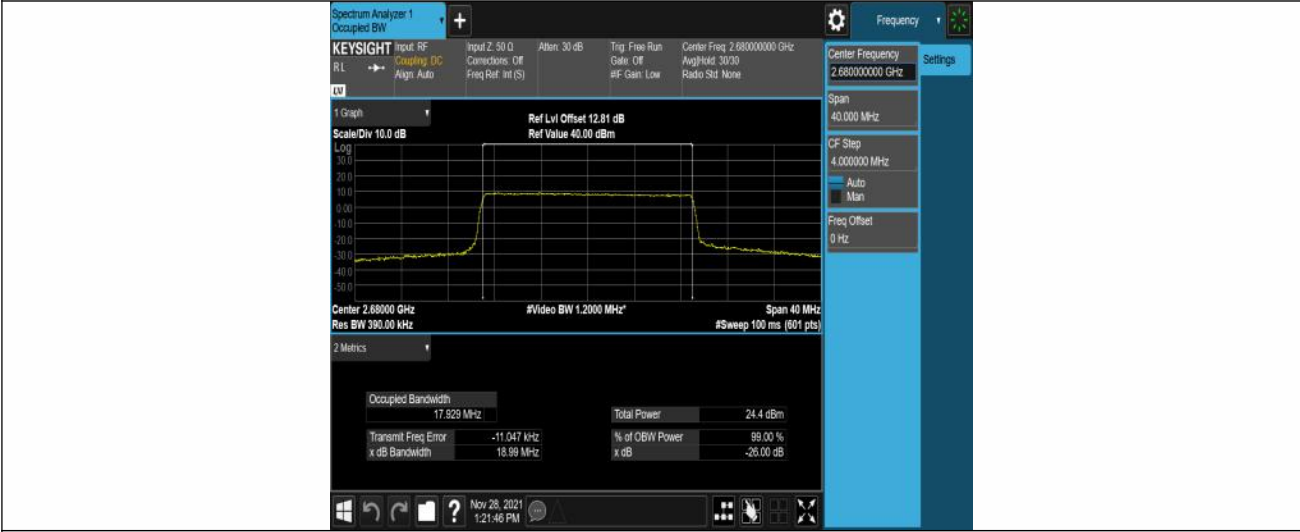 Spectrum Analyzer 1
Occupied BW
+
Frequency
KEYSIGHT
RL
Input: RF
Coupling: DC
Align: Auto
Input Z: 50 Ω
Corrections: Off
Freq Ref: Int (S)
Atten: 30 dB
Trig: Free Run
Gate: Off
#IF Gain: Low
Center Freq: 2.680000000 GHz
Avg|Hold: 30/30
Radio Std: None
Center Frequency
2.680000000 GHz
Settings
Span
40.000 MHz
CF Step
4.000000 MHz
Auto
Man
Freq Offset
0 Hz
1 Graph
Scale/Div 10.0 dB
Ref Lvl Offset 12.81 dB
Ref Value 40.00 dBm
Log
30.0
20.0
10.0
0.00
-10.0
-20.0
-30.0
-40.0
-50.0
Center 2.68000 GHz
Res BW 390.00 kHz
#Video BW 1.2000 MHz*
Span 40 MHz
#Sweep 100 ms (601 pts)
2 Metrics
Occupied Bandwidth
17.929 MHz
Transmit Freq Error -11.047 kHz
x dB Bandwidth 18.99 MHz
Total Power 24.4 dBm
% of OBW Power 99.00 %
x dB -26.00 dB
?
Nov 28, 2021
1:21:46 PM